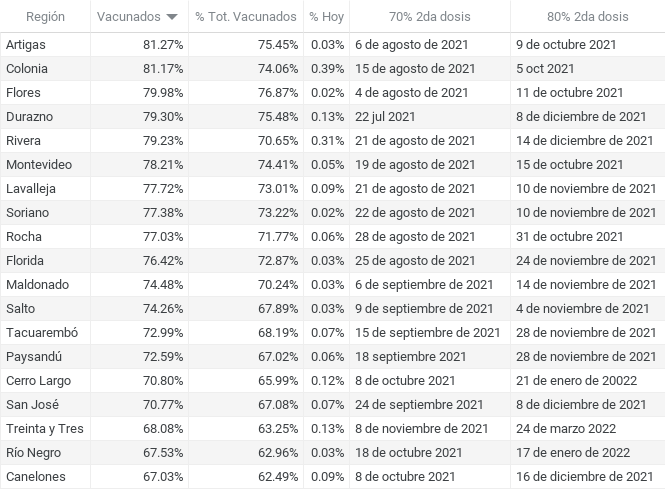 Región Vacunados % Tot. Vacunados % Hoy 70% 2da dosis 80% 2da dosis
Artigas 81.27% 75.45% 0.03% 6 de agosto de 2021 9 de octubre 2021
Colonia 81.17% 74.06% 0.39% 15 de agosto de 2021 5 oct 2021
Flores 79.98% 76.87% 0.02% 4 de agosto de 2021 11 de octubre 2021
Durazno 79.30% 75.48% 0.13% 22 jul 2021 8 de diciembre de 2021
Rivera 79.23% 70.65% 0.31% 21 de agosto de 2021 14 de diciembre 2021
Montevideo 78.21% 74.41% 0.05% 19 de agosto de 2021 15 de octubre 2021
Lavalleja 77.72% 73.01% 0.09% 21 de agosto de 2021 10 de noviembre de 2021
Soriano 77.38% 73.22% 0.02% 22 de agosto de 2021 10 de noviembre de 2021
Rocha 77.03% 71.77% 0.06% 28 de agosto de 2021 31 de octubre 2021
Florida 76.42% 72.87% 0.03% 25 de agosto de 2021 24 de noviembre de 2021
Maldonado 74.48% 70.24% 0.03% 6 de septiembre de 2021 14 de noviembre 2021
Salto 74.26% 67.89% 0.03% 9 de septiembre de 2021 4 de noviembre de 2021
Tacuarembó 72.99% 68.19% 0.07% 15 de septiembre de 2021 28 de noviembre de 2021
Paysandú 72.59% 67.02% 0.06% 18 septiembre 2021 28 de noviembre de 2021
Cerro Largo 70.80% 65.99% 0.12% 8 de octubre de 2021 21 de enero de 20022
San José 70.77% 67.08% 0.07% 24 de septiembre de 2021 8 de diciembre de 2021
Treinta y Tres 68.08% 63.25% 0.13% 8 de noviembre de 2021 24 de marzo 2022
Río Negro 67.53% 62.96% 0.03% 18 de octubre de 2021 17 de enero de 2022
Canelones 67.03% 62.49% 0.09% 8 de octubre de 2021 16 de diciembre de 2021